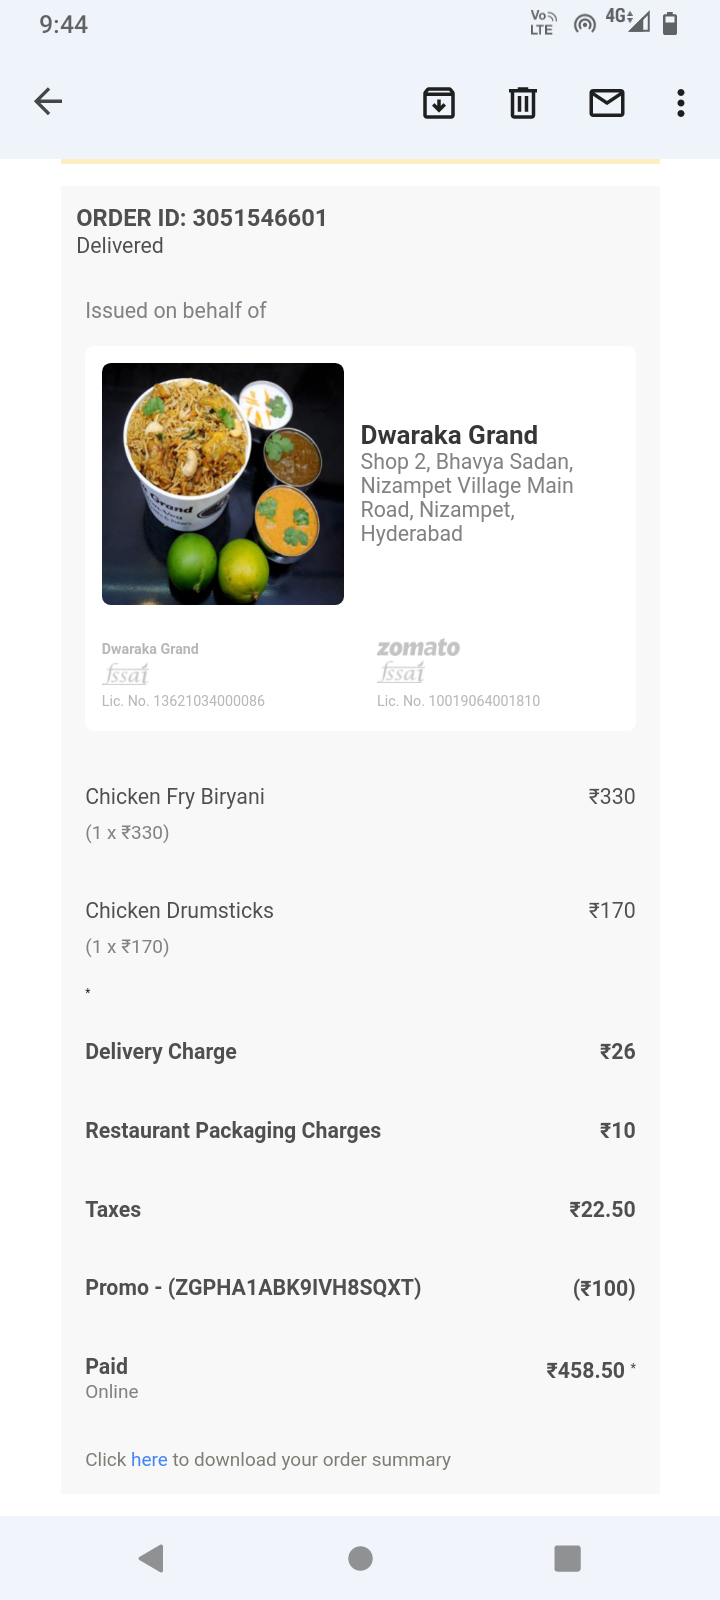 9:44
Vo
LTE
4G
ORDER ID: 3051546601
Delivered
Issued on behalf of
Grand
Dwaraka Grand
Shop 2, Bhavya Sadan,
Nizampet Village Main
Road, Nizampet,
Hyderabad
Dwaraka Grand
fssai
Lic. No. 13621034000086
zomato
fssai
Lic. No. 10019064001810
Chicken Fry Biryani ₹330
(1 x ₹330)
Chicken Drumsticks ₹170
(1 x ₹170)
*
Delivery Charge ₹26
Restaurant Packaging Charges ₹10
Taxes ₹22.50
Promo - (ZGPHA1ABK9IVH8SQXT) (₹100)
Paid ₹458.50 *
Online
Click here to download your order summary